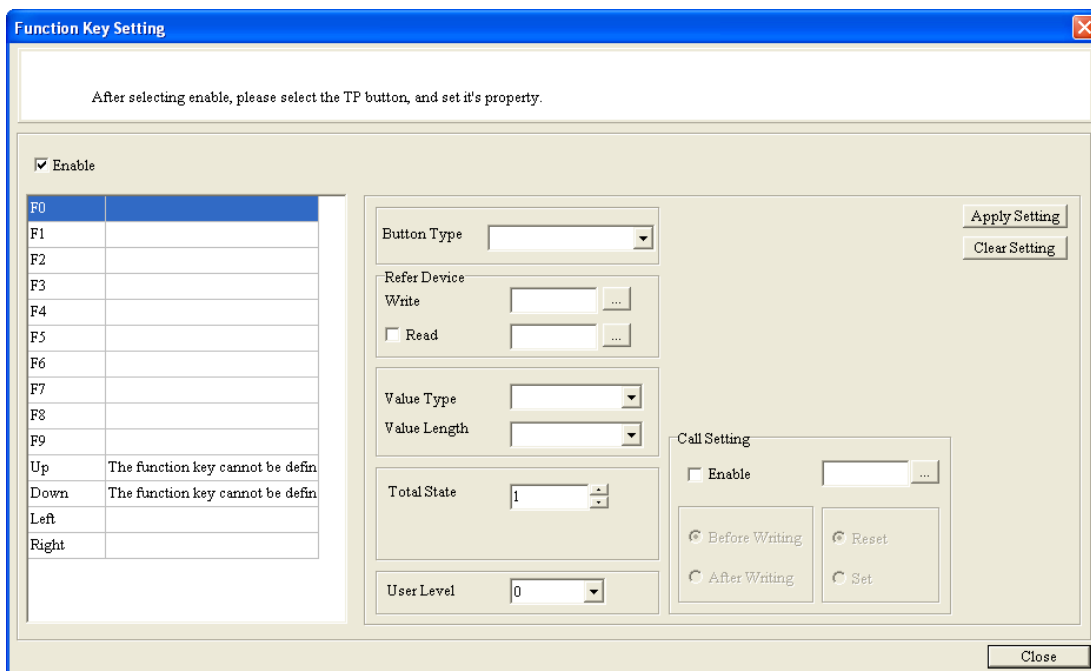 Function Key Setting
After selecting enable, please select the TP button, and set it's property.
Enable
F0
F1
F2
F3
F4
F5
F6
F7
F8
F9
Up The function key cannot be defin
Down The function key cannot be defin
Left
Right
Button Type
Refer Device
Write ...
Read ...
Value Type
Value Length
Total State 1
User Level 0
Apply Setting
Clear Setting
Call Setting
Enable ...
Before Writing Reset
After Writing Set
Close